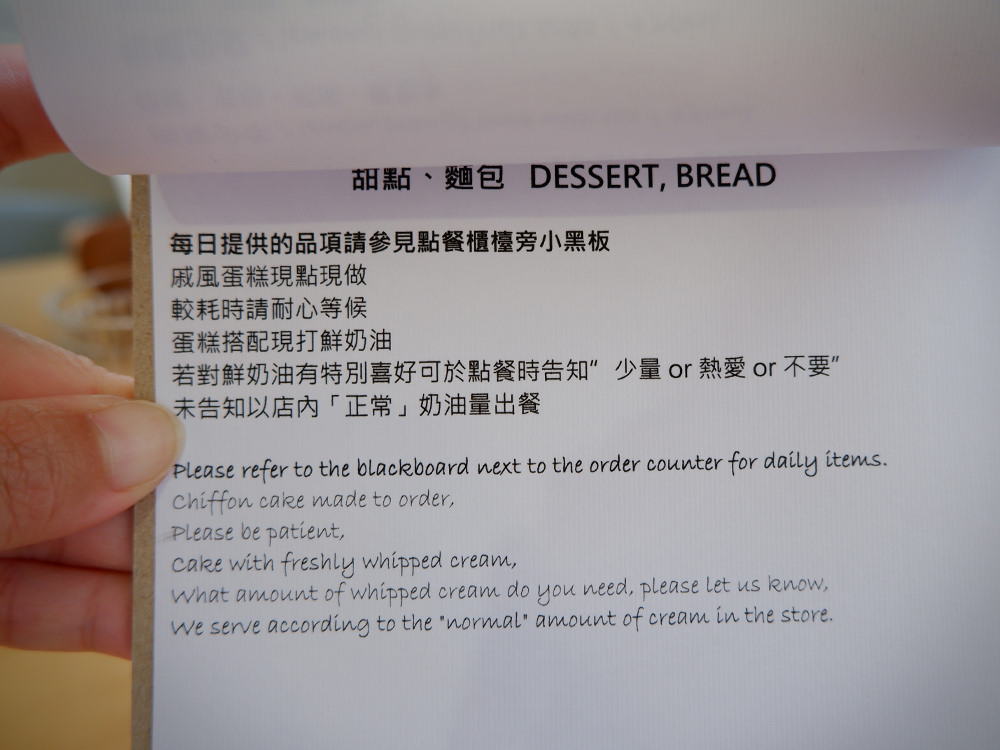 甜點、麵包 DESSERT, BREAD
每日提供的品項請參見點餐櫃檯旁小黑板
戚風蛋糕現點現做
較耗時請耐心等候
蛋糕搭配現打鮮奶油
若對鮮奶油有特別喜好可於點餐時告知" 少量 or 熱愛 or 不要"
未告知以店內「正常」奶油量出餐
Please refer to the blackboard next to the order counter for daily items.
Chiffon cake made to order,
Please be patient,
Cake with freshly whipped cream,
What amount of whipped cream do you need, please let us know,
We serve according to the "normal" amount of cream in the store.